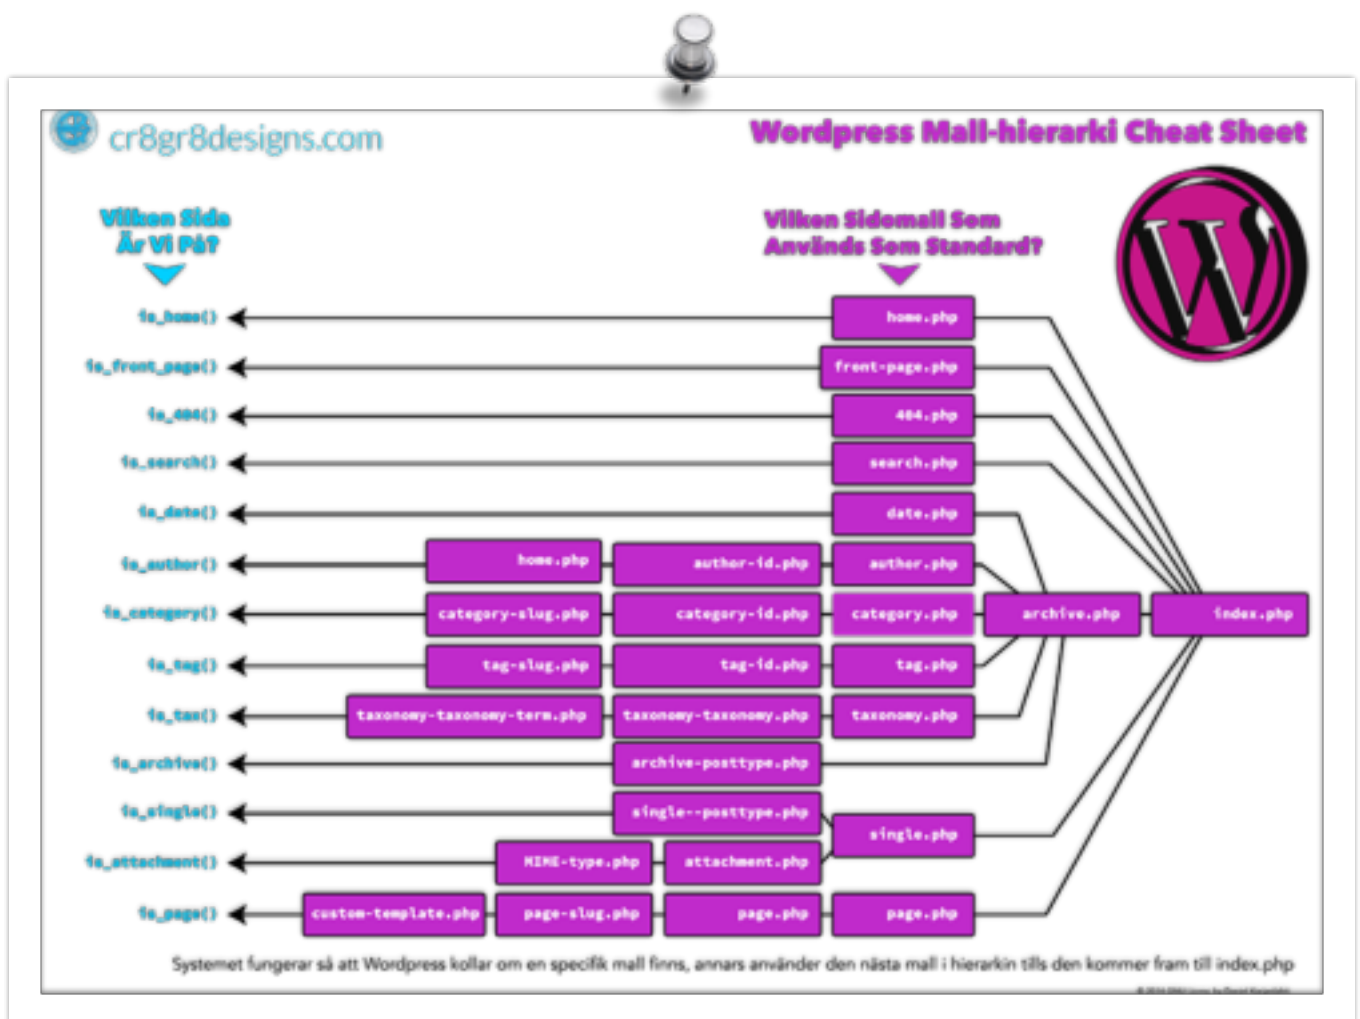 cr8gr8designs.com
Wordpress Mall-hierarki Cheat Sheet
Vilken Sida
Är Vi På?
Vilken Sidomall Som
Används Som Standard?
is_home()
home.php
is_front_page()
front-page.php
is_404()
404.php
is_search()
search.php
is_date()
date.php
is_author()
home.php
author-id.php
author.php
is_category()
category-slug.php
category-id.php
category.php
archive.php
index.php
is_tag()
tag-slug.php
tag-id.php
tag.php
is_tax()
taxonomy-taxonomy-term.php
taxonomy-taxonomy.php
taxonomy.php
is_archive()
archive-posttype.php
is_single()
single--posttype.php
single.php
is_attachment()
MIME-type.php
attachment.php
is_page()
custom-template.php
page-slug.php
page.php
page.php
Systemet fungerar så att Wordpress kollar om en specifik mall finns, annars använder den nästa mall i hierarkin tills den kommer fram till index.php